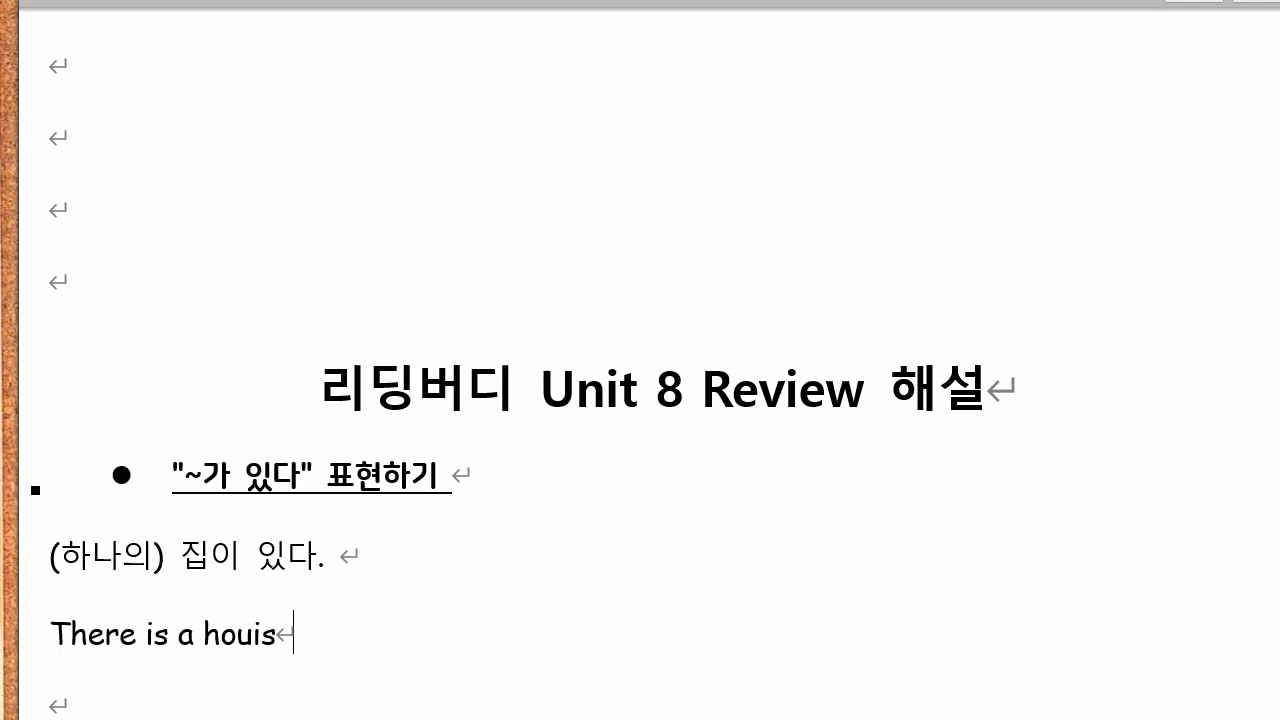 리딩버디 Unit 8 Review 해설
● "~가 있다" 표현하기
(하나의) 집이 있다.
There is a houis